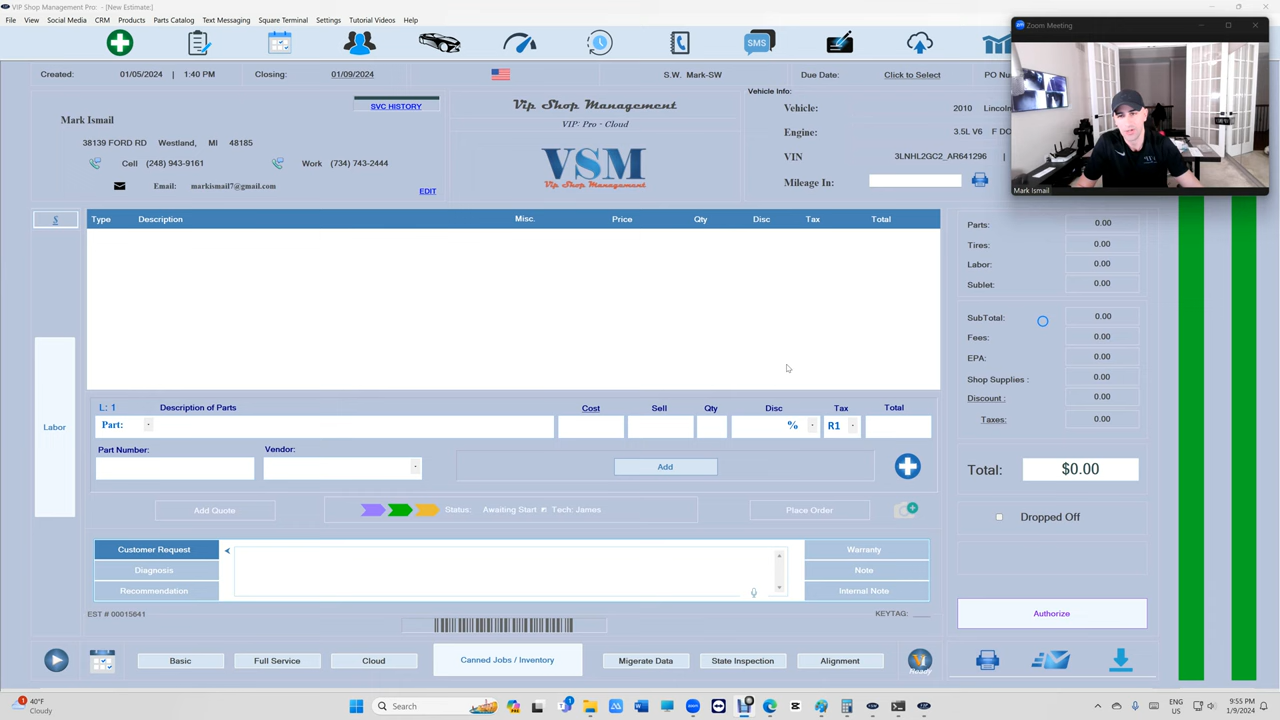 VIP Shop Management Pro: - [New Estimate:]
File View Social Media CRM Products Parts Catalog Text Messaging Square Terminal Settings Tutorial Videos Help
Zoom Meeting
SMS
Created: 01/05/2024 | 1:40 PM Closing: 01/09/2024 S.W. Mark-SW Due Date: Click to Select PO Num
Vehicle Info:
SVC HISTORY
Vip Shop Management
VIP: Pro - Cloud
VSM
Vip Shop Management
Mark Ismail
38139 FORD RD Westland, MI 48185
Cell (248) 943-9161 Work (734) 743-2444
Email: markismail7@gmail.com
EDIT
Vehicle: 2010 Lincoln
Engine: 3.5L V6 F DO
VIN 3LNHL2GC2_AR641296 |
Mileage In:
Mark Ismail
$ Type Description Misc. Price Qty Disc Tax Total
Labor
Parts: 0.00
Tires: 0.00
Labor: 0.00
Sublet: 0.00
SubTotal: 0.00
Fees: 0.00
EPA: 0.00
Shop Supplies : 0.00
Discount : 0.00
Taxes: 0.00
L: 1 Description of Parts Cost Sell Qty Disc Tax Total
Part: % R1
Part Number: Vendor:
Add
Total: $0.00
Add Quote Status: Awaiting Start Tech: James Place Order
Dropped Off
Customer Request Warranty
Diagnosis Note
Recommendation Internal Note
EST # 00015641 KEYTAG: ____
Authorize
Basic Full Service Cloud Canned Jobs / Inventory Migerate Data State Inspection Alignment
Ready
40°F
Cloudy
Search
ENG
US
9:55 PM
1/9/2024